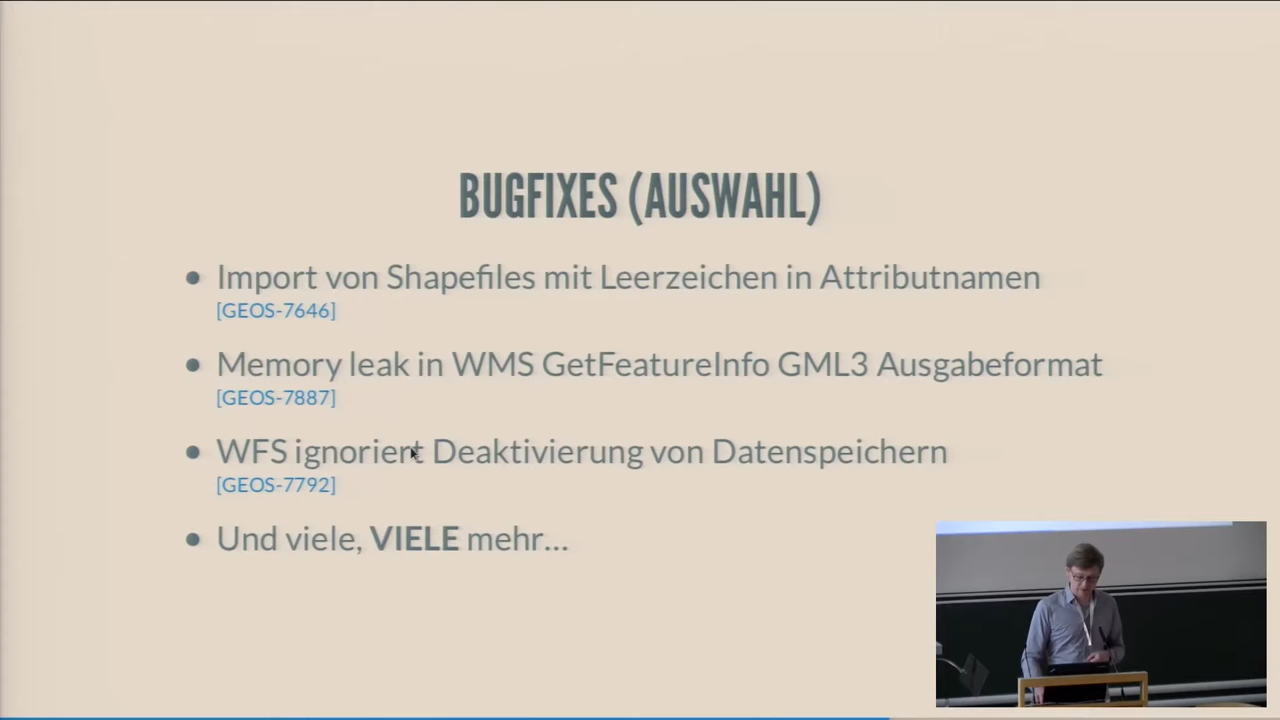 BUGFIXES (AUSWAHL)
Import von Shapefiles mit Leerzeichen in Attributnamen
[GEOS-7646]
Memory leak in WMS GetFeatureInfo GML3 Ausgabeformat
[GEOS-7887]
WFS ignoriert Deaktivierung von Datenspeichern
[GEOS-7792]
Und viele, VIELE mehr...